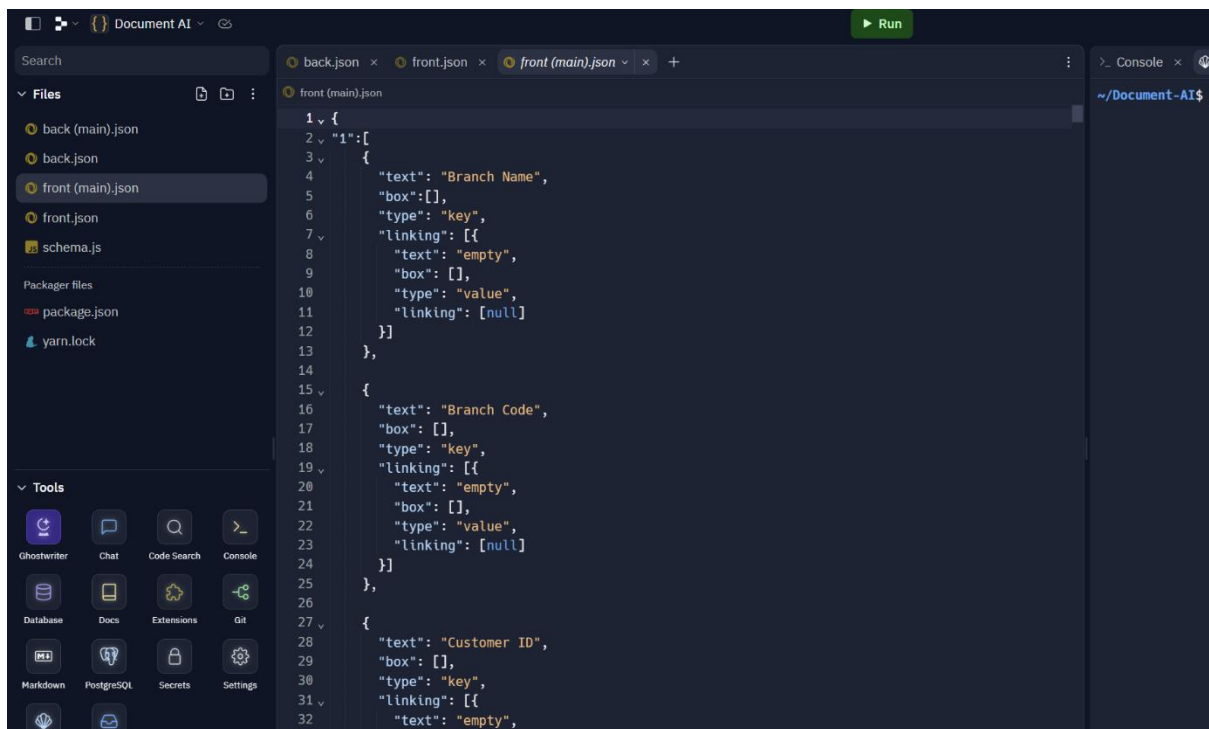 { } Document AI
Run
Search
Files
back (main).json
back.json
front (main).json
front.json
JS schema.js
Packager files
npm package.json
yarn.lock
Tools
Ghostwriter Chat Code Search Console
Database Docs Extensions Git
Markdown PostgreSQL Secrets Settings
back.json × front.json × front (main).json × +
front (main).json
1 {
2 "1":[
3 {
4 "text": "Branch Name",
5 "box":[],
6 "type": "key",
7 "linking": [{
8 "text": "empty",
9 "box": [],
10 "type": "value",
11 "linking": [null]
12 }]
13 },
14
15 {
16 "text": "Branch Code",
17 "box": [],
18 "type": "key",
19 "linking": [{
20 "text": "empty",
21 "box": [],
22 "type": "value",
23 "linking": [null]
24 }]
25 },
26
27 {
28 "text": "Customer ID",
29 "box": [],
30 "type": "key",
31 "linking": [{
32 "text": "empty",
>_ Console ×
~/Document-AI$